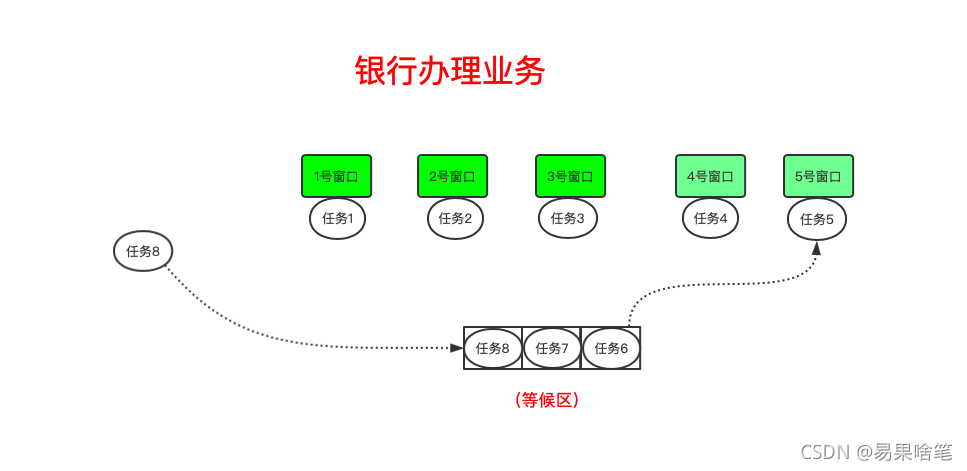 银行办理业务
1号窗口
2号窗口
3号窗口
4号窗口
5号窗口
任务1
任务2
任务3
任务4
任务5
任务8
任务8
任务7
任务6
(等候区)
CSDN @易果啥笔